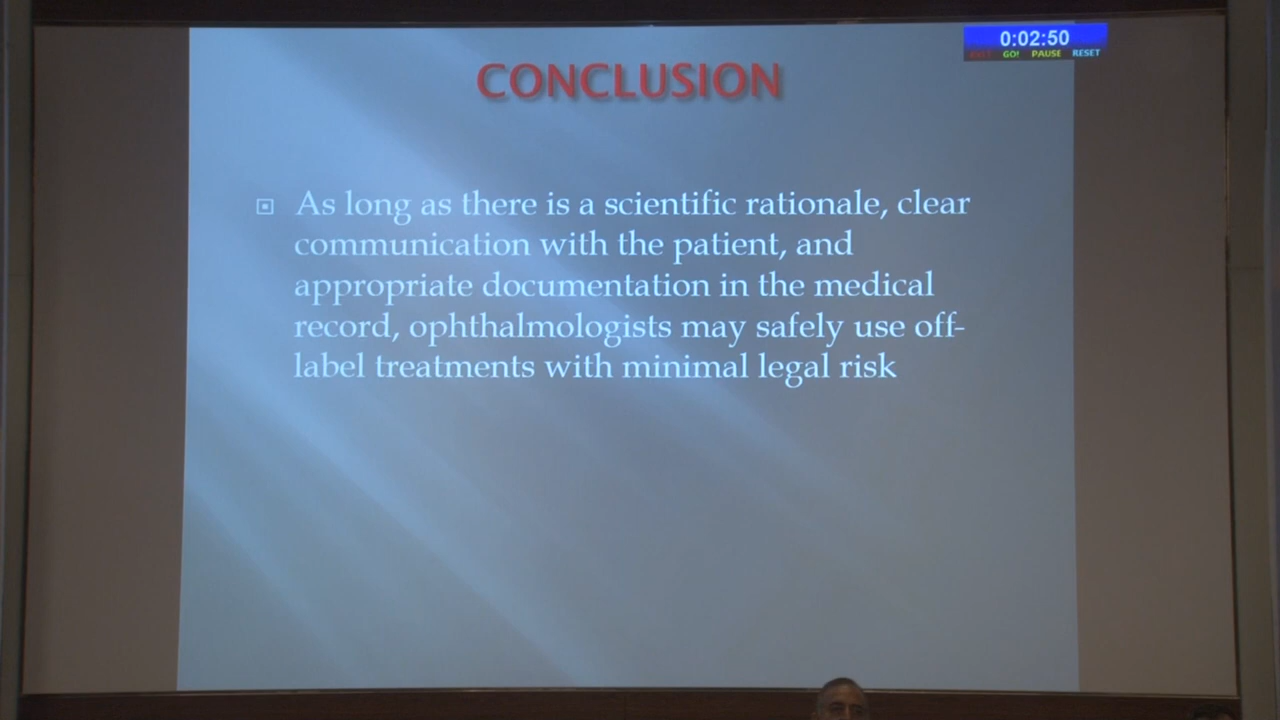 0:02:50
GO! PAUSE RESET
CONCLUSION
As long as there is a scientific rationale, clear
communication with the patient, and
appropriate documentation in the medical
record, ophthalmologists may safely use off-
label treatments with minimal legal risk